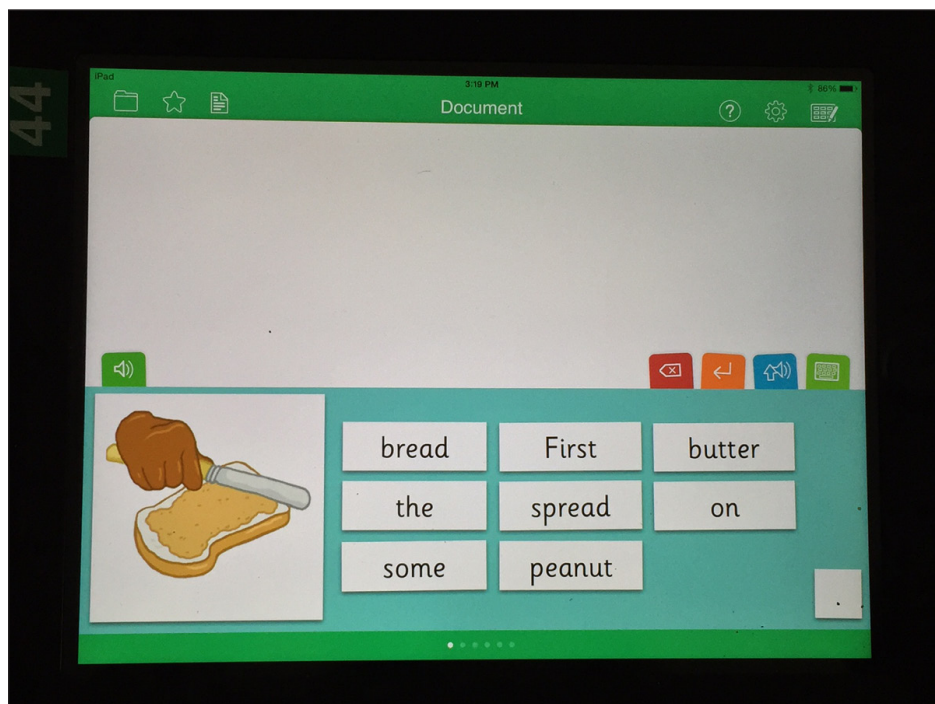 44
iPad
3:19 PM
86%
Document
?
bread First butter
the spread on
some peanut
.